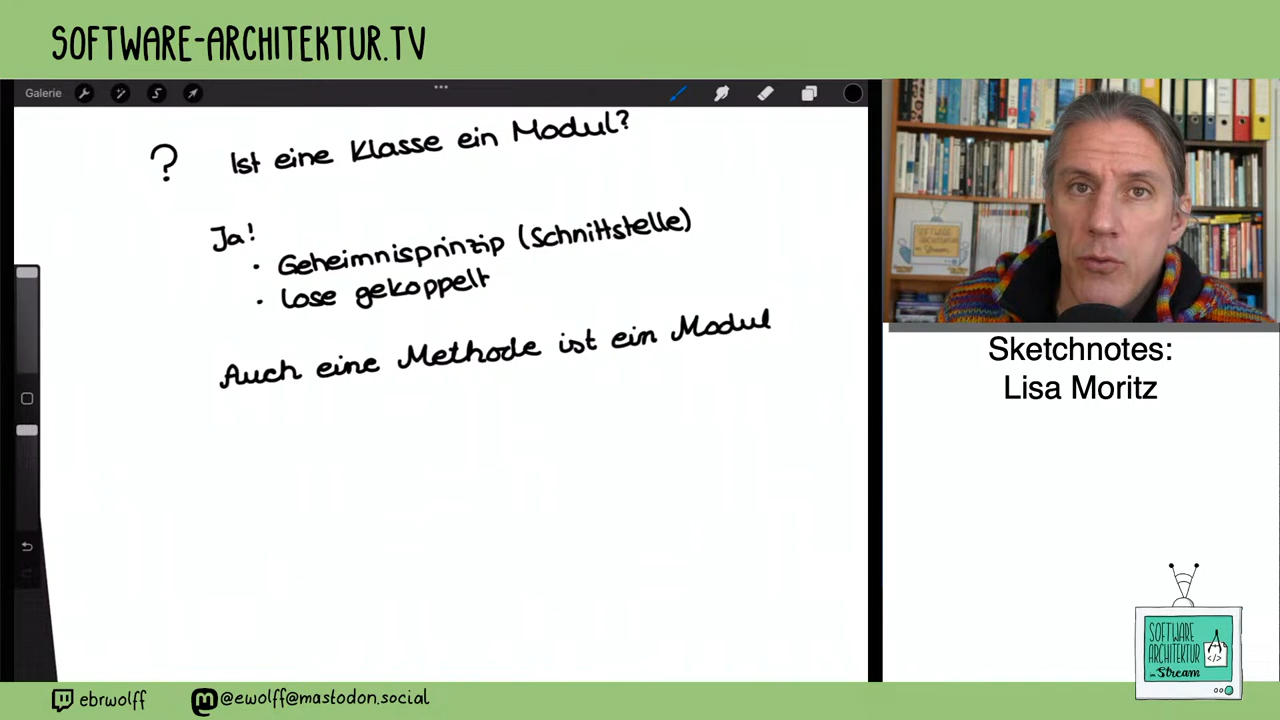 SOFTWARE-ARCHITEKTUR.TV
Galerie
? Ist eine Klasse ein Modul?
Ja!
• Geheimnisprinzip (Schnittstelle)
• lose gekoppelt
Auch eine Methode ist ein Modul
Sketchnotes:
Lisa Moritz
SOFTWARE
ARCHITEKTUR
im Stream
</>
ebrwolff
@ewolff@mastodon.social